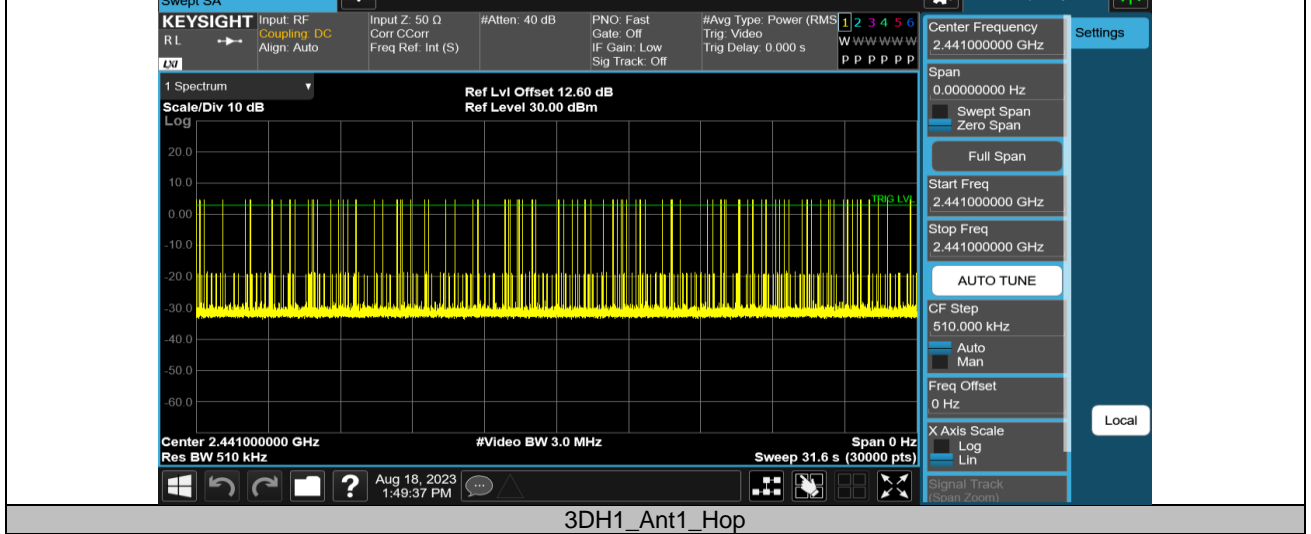 Swept SA
KEYSIGHT
RL
LXI
Input: RF
Coupling: DC
Align: Auto
Input Z: 50 Ω
Corr CCorr
Freq Ref: Int (S)
#Atten: 40 dB
PNO: Fast
Gate: Off
IF Gain: Low
Sig Track: Off
#Avg Type: Power (RMS
Trig: Video
Trig Delay: 0.000 s
1 2 3 4 5 6
W W W W W W
P P P P P P
1 Spectrum
Scale/Div 10 dB
Log
Ref Lvl Offset 12.60 dB
Ref Level 30.00 dBm
20.0
10.0
0.00
-10.0
-20.0
-30.0
-40.0
-50.0
-60.0
TRIG LVL
Center 2.441000000 GHz
Res BW 510 kHz
#Video BW 3.0 MHz
Span 0 Hz
Sweep 31.6 s (30000 pts)
?
Aug 18, 2023
1:49:37 PM
Center Frequency
2.441000000 GHz
Span
0.00000000 Hz
Swept Span
Zero Span
Full Span
Start Freq
2.441000000 GHz
Stop Freq
2.441000000 GHz
AUTO TUNE
CF Step
510.000 kHz
Auto
Man
Freq Offset
0 Hz
X Axis Scale
Log
Lin
Signal Track
(Span Zoom)
Settings
Local
3DH1_Ant1_Hop